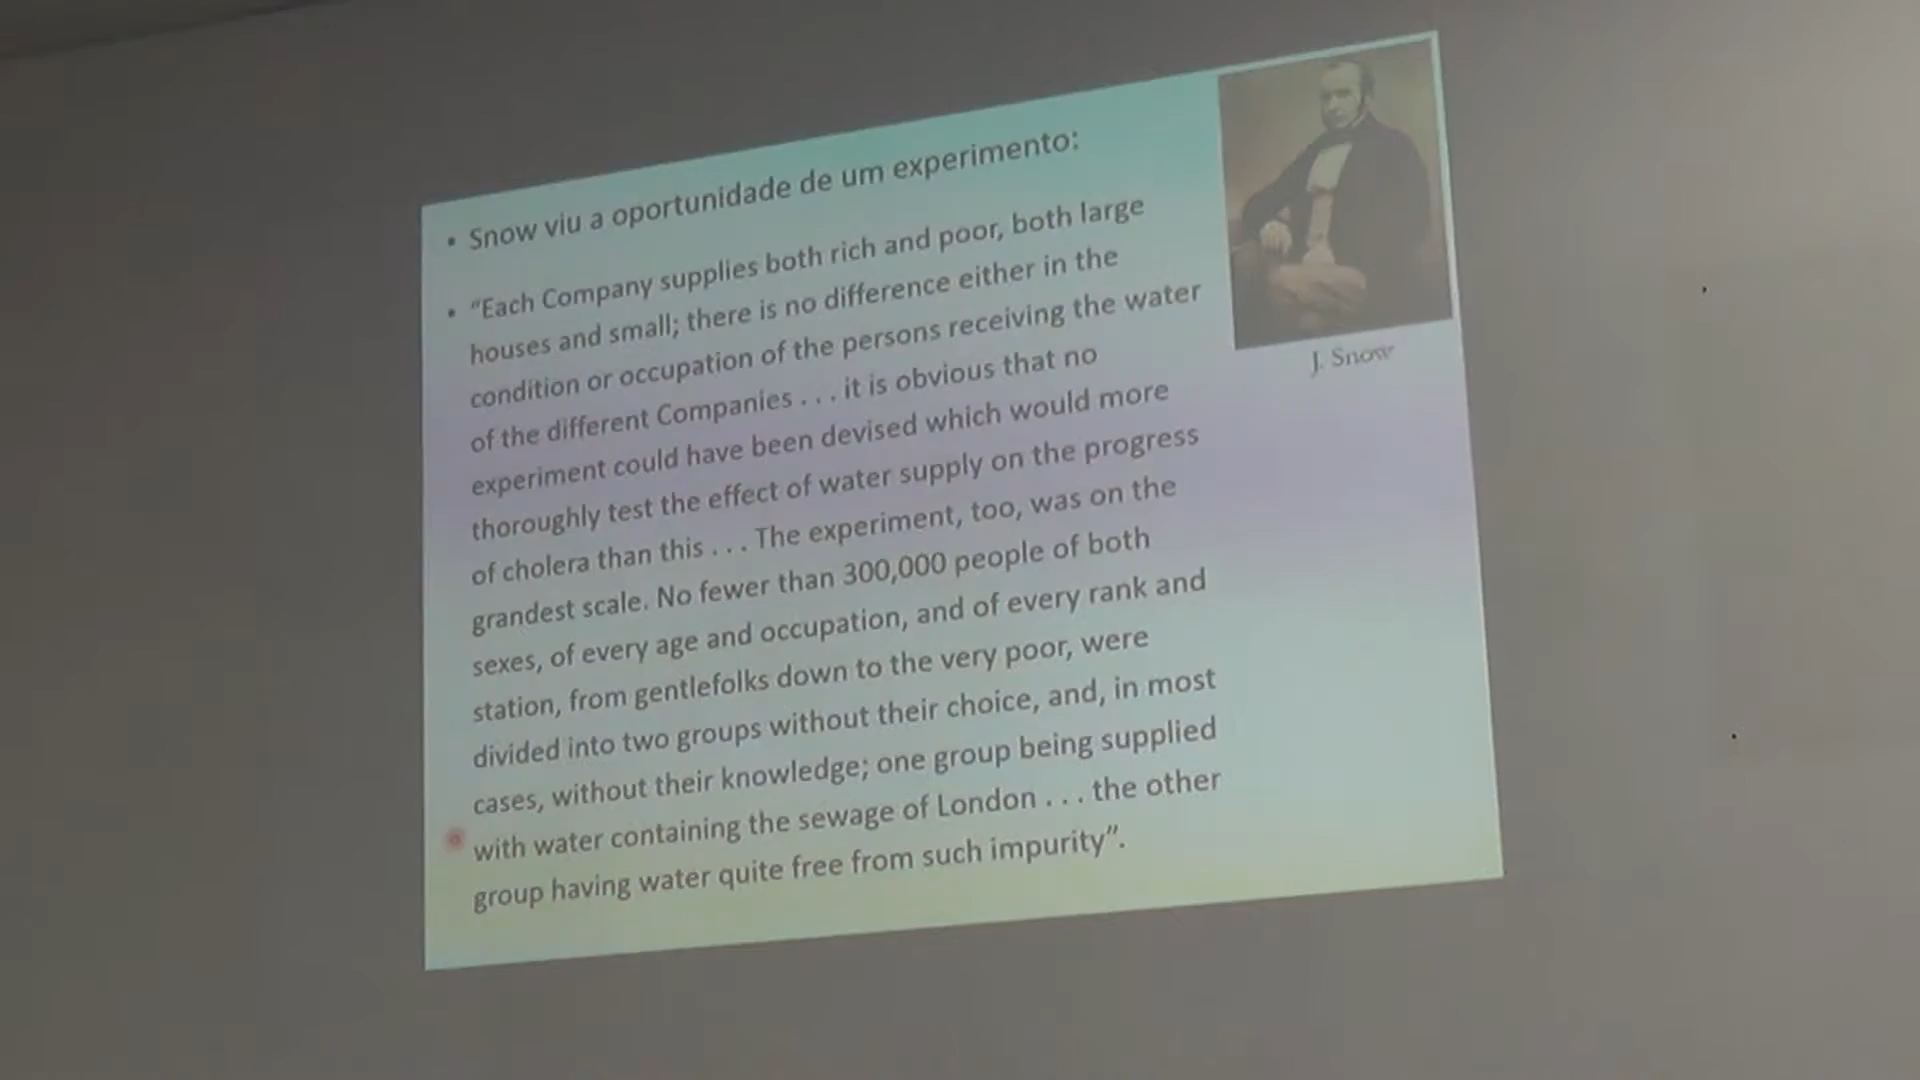 • Snow viu a oportunidade de um experimento:
• "Each Company supplies both rich and poor, both large
houses and small; there is no difference either in the
condition or occupation of the persons receiving the water
of the different Companies . . . it is obvious that no
experiment could have been devised which would more
thoroughly test the effect of water supply on the progress
of cholera than this . . . The experiment, too, was on the
grandest scale. No fewer than 300,000 people of both
sexes, of every age and occupation, and of every rank and
station, from gentlefolks down to the very poor, were
divided into two groups without their choice, and, in most
cases, without their knowledge; one group being supplied
with water containing the sewage of London . . . the other
group having water quite free from such impurity".
J. Snow